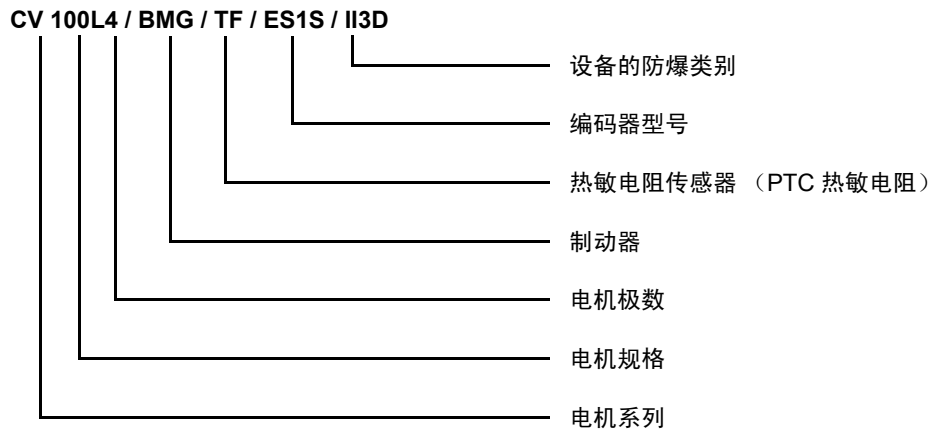 CV 100L4 / BMG / TF / ES1S / II3D
设备的防爆类别
编码器型号
热敏电阻传感器 （PTC 热敏电阻）
制动器
电机极数
电机规格
电机系列